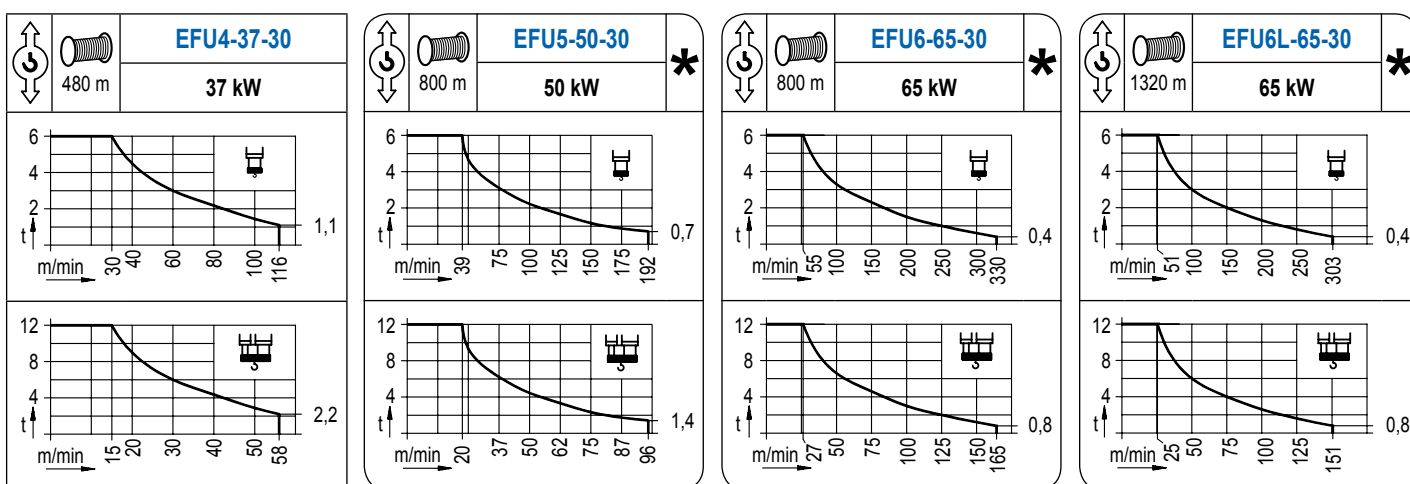 EFU4-37-30
480 m
37 kW
6
4
2
t
1,1
m/min
30 40 60 80 100 116
12
8
4
t
2,2
m/min
15 20 30 40 50 58
EFU5-50-30
*
800 m
50 kW
6
4
2
t
0,7
m/min
39 75 100 125 150 175 192
12
8
4
t
1,4
m/min
20 37 50 62 75 87 96
EFU6-65-30
*
800 m
65 kW
6
4
2
t
0,4
m/min
55 100 150 200 250 300 330
12
8
4
t
0,8
m/min
27 50 75 100 125 150 165
EFU6L-65-30
*
1320 m
65 kW
6
4
2
t
0,4
m/min
51 100 150 200 250 303
12
8
4
t
0,8
m/min
25 50 75 100 125 151